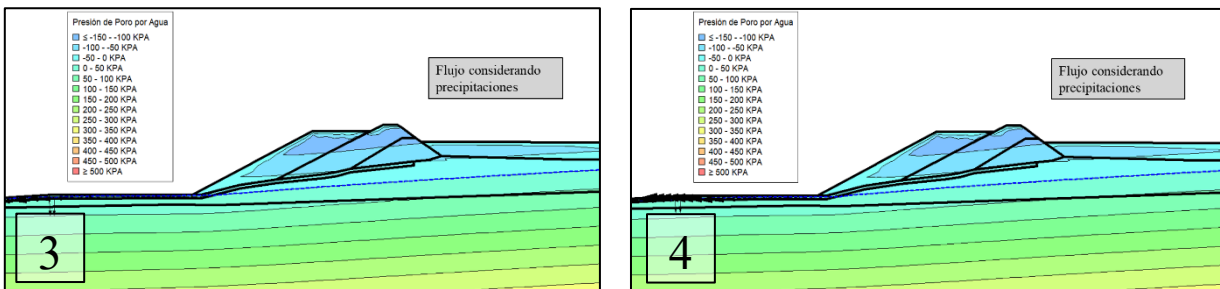 Presión de Poro por Agua
≤ -150 - -100 KPA
-100 - -50 KPA
-50 - 0 KPA
0 - 50 KPA
50 - 100 KPA
100 - 150 KPA
150 - 200 KPA
200 - 250 KPA
250 - 300 KPA
300 - 350 KPA
350 - 400 KPA
400 - 450 KPA
450 - 500 KPA
≥ 500 KPA
Flujo considerando
precipitaciones
3
Presión de Poro por Agua
≤ -150 - -100 KPA
-100 - -50 KPA
-50 - 0 KPA
0 - 50 KPA
50 - 100 KPA
100 - 150 KPA
150 - 200 KPA
200 - 250 KPA
250 - 300 KPA
300 - 350 KPA
350 - 400 KPA
400 - 450 KPA
450 - 500 KPA
≥ 500 KPA
Flujo considerando
precipitaciones
4